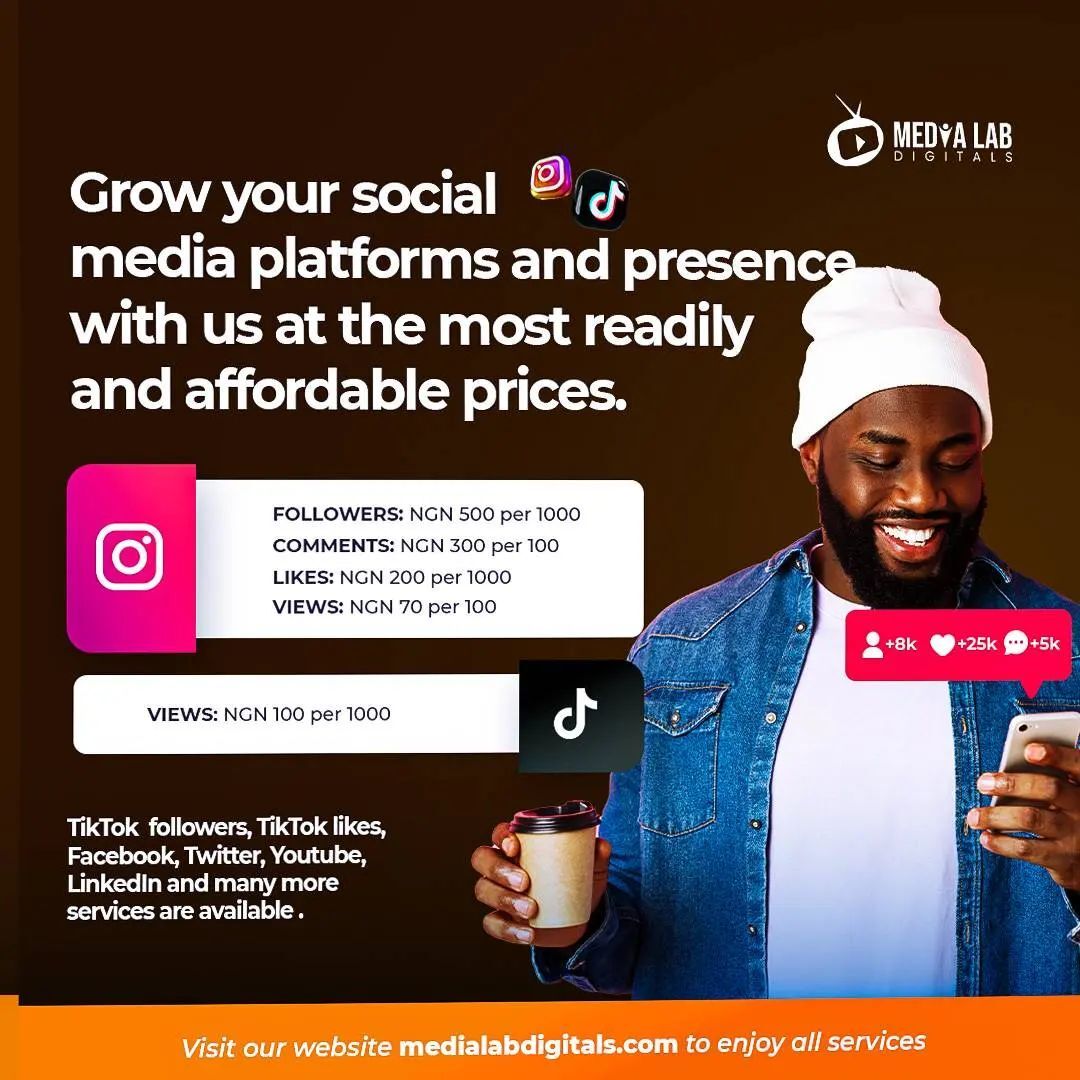 MEDIA LAB
DIGITALS
Grow your social
media platforms and presence
with us at the most readily
and affordable prices.
FOLLOWERS: NGN 500 per 1000
COMMENTS: NGN 300 per 100
LIKES: NGN 200 per 1000
VIEWS: NGN 70 per 100
+8k +25k +5k
VIEWS: NGN 100 per 1000
TikTok followers, TikTok likes,
Facebook, Twitter, Youtube,
LinkedIn and many more
services are available .
Visit our website medialabdigitals.com to enjoy all services